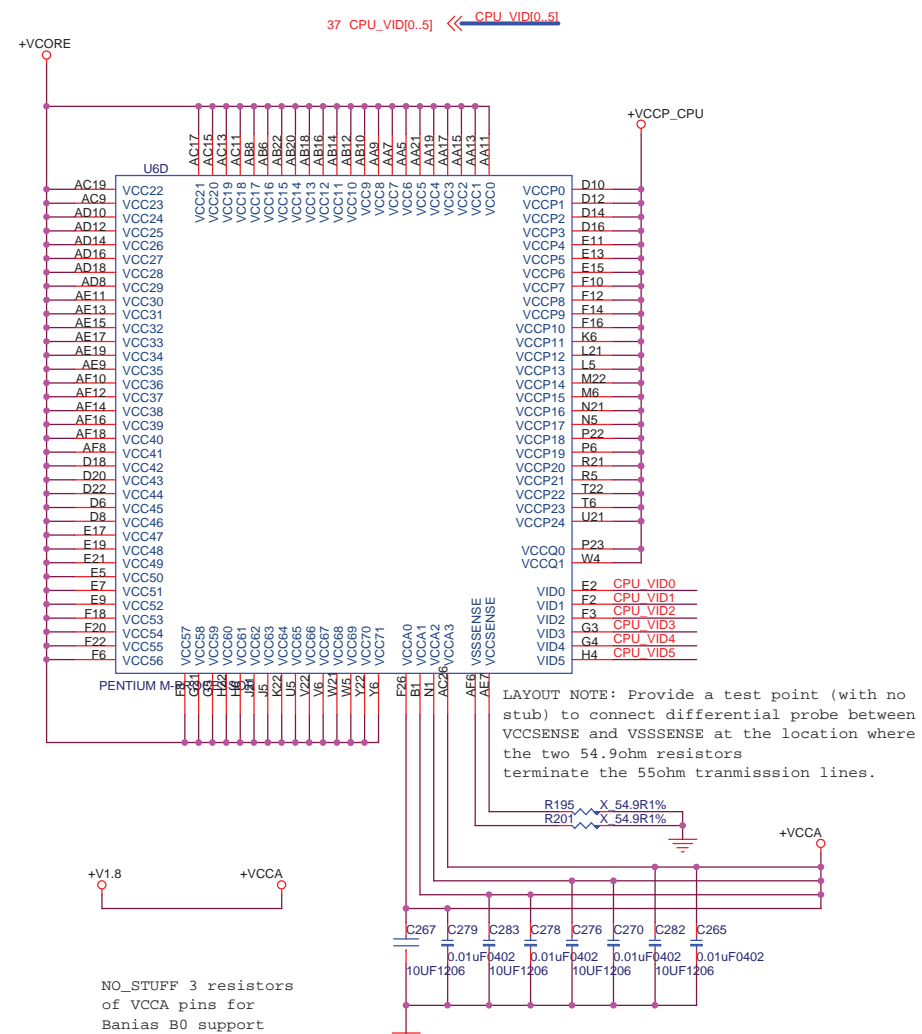 37 CPU_VID[0..5] CPU_VID[0..5]
+VCORE
+VCCP_CPU
U6D
AC17 AC15 AC13 AC11 AB8 AB6 AB22 AB20 AB18 AB16 AB14 AB12 AB10 AA9 AA7 AA5 AA21 AA19 AA17 AA15 AA13 AA11
VCC21 VCC20 VCC19 VCC18 VCC17 VCC16 VCC15 VCC14 VCC13 VCC12 VCC11 VCC10 VCC9 VCC8 VCC7 VCC6 VCC5 VCC4 VCC3 VCC2 VCC1 VCC0
AC19 VCC22 VCCP0 D10
AC9 VCC23 VCCP1 D12
AD10 VCC24 VCCP2 D14
AD12 VCC25 VCCP3 D16
AD14 VCC26 VCCP4 E11
AD16 VCC27 VCCP5 E13
AD18 VCC28 VCCP6 E15
AD8 VCC29 VCCP7 F10
AE11 VCC30 VCCP8 F12
AE13 VCC31 VCCP9 F14
AE15 VCC32 VCCP10 F16
AE17 VCC33 VCCP11 K6
AE19 VCC34 VCCP12 L21
AE9 VCC35 VCCP13 L5
AF10 VCC36 VCCP14 M22
AF12 VCC37 VCCP15 M6
AF14 VCC38 VCCP16 N21
AF16 VCC39 VCCP17 N5
AF18 VCC40 VCCP18 P22
AF8 VCC41 VCCP19 P6
D18 VCC42 VCCP20 R21
D20 VCC43 VCCP21 R5
D22 VCC44 VCCP22 T22
D6 VCC45 VCCP23 T6
D8 VCC46 VCCP24 U21
E17 VCC47
E19 VCC48 VCCQ0 P23
E21 VCC49 VCCQ1 W4
E5 VCC50
E7 VCC51 VID0 E2 CPU_VID0
E9 VCC52 VID1 F2 CPU_VID1
F18 VCC53 VID2 F3 CPU_VID2
F20 VCC54 VID3 G3 CPU_VID3
F22 VCC55 VID4 G4 CPU_VID4
F6 VCC56 VID5 H4 CPU_VID5
VCC57 VCC58 VCC59 VCC60 VCC61 VCC62 VCC63 VCC64 VCC65 VCC66 VCC67 VCC68 VCC69 VCC70 VCC71 VCCA0 VCCA1 VCCA2 VCCA3 VSSSENSE VCCSENSE
PENTIUM
J5 K22 U5 V22 V6 W21 W5 Y22 Y6 F26 B1 N1 AC26 AE6 AE7
LAYOUT NOTE: Provide a test point (with no
stub) to connect differential probe between
VCCSENSE and VSSSENSE at the location where
the two 54.9ohm resistors
terminate the 55ohm tranmisssion lines.
R195 X_54.9R1%
R201 X_54.9R1%
+VCCA
+V1.8 +VCCA
C267 C279 C283 C278 C276 C270 C282 C265
0.01uF0402 0.01uF0402 0.01uF0402 0.01uF0402
10UF1206 10UF1206 10UF1206 10UF1206
NO_STUFF 3 resistors
of VCCA pins for
Banias B0 support